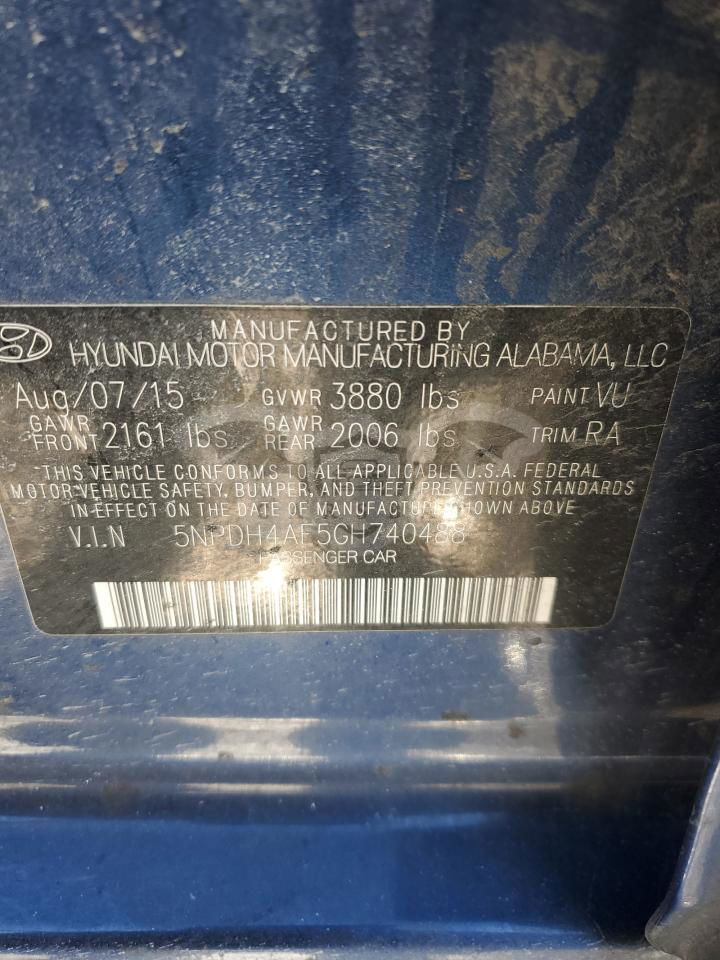 MANUFACTURED BY
HYUNDAI MOTOR MANUFACTURING ALABAMA, LLC
Aug/07/15 GVWR 3880 lbs PAINT VU
GAWR FRONT 2161 lbs GAWR REAR 2006 lbs TRIM RA
THIS VEHICLE CONFORMS TO ALL APPLICABLE U.S.A. FEDERAL
MOTOR VEHICLE SAFETY, BUMPER, AND THEFT PREVENTION STANDARDS
IN EFFECT ON THE DATE OF MANUFACTURE SHOWN ABOVE.
V.I.N 5NPDH4AE5GH740488
PASSENGER CAR